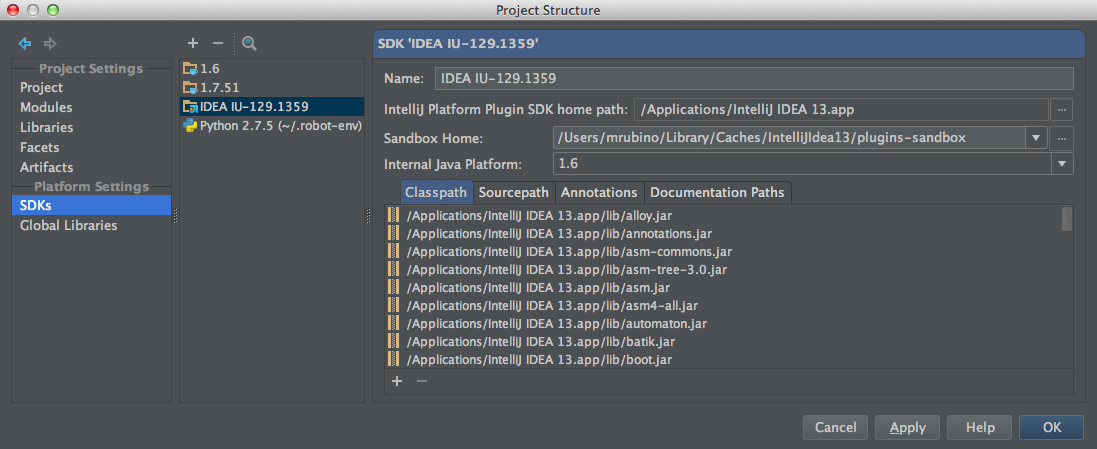 Project Structure
Project Settings
Project
Modules
Libraries
Facets
Artifacts
Platform Settings
SDKs
Global Libraries
1.6
1.7.51
IDEA IU-129.1359
Python 2.7.5 (~/.robot-env)
SDK 'IDEA IU-129.1359'
Name: IDEA IU-129.1359
IntelliJ Platform Plugin SDK home path: /Applications/IntelliJ IDEA 13.app ...
Sandbox Home: /Users/mrubino/Library/Caches/IntelliJIdea13/plugins-sandbox ...
Internal Java Platform: 1.6
Classpath Sourcepath Annotations Documentation Paths
/Applications/IntelliJ IDEA 13.app/lib/alloy.jar
/Applications/IntelliJ IDEA 13.app/lib/annotations.jar
/Applications/IntelliJ IDEA 13.app/lib/asm-commons.jar
/Applications/IntelliJ IDEA 13.app/lib/asm-tree-3.0.jar
/Applications/IntelliJ IDEA 13.app/lib/asm.jar
/Applications/IntelliJ IDEA 13.app/lib/asm4-all.jar
/Applications/IntelliJ IDEA 13.app/lib/automaton.jar
/Applications/IntelliJ IDEA 13.app/lib/batik.jar
/Applications/IntelliJ IDEA 13.app/lib/boot.jar
Cancel Apply Help OK